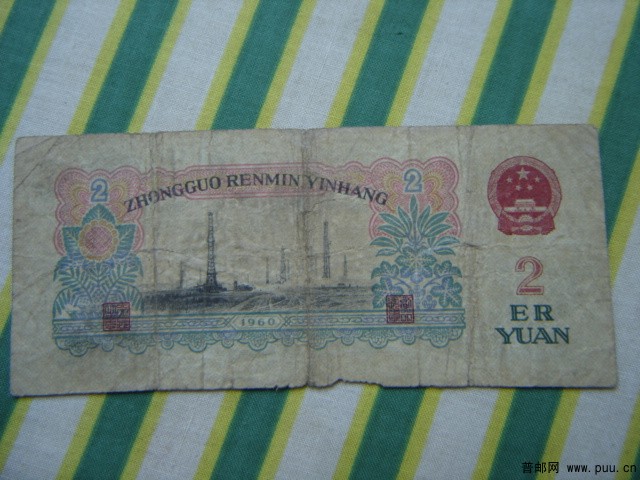 2 2
ZHONGGUO RENMIN YINHANG
2
ER
YUAN
1960
普邮网 www.puu.cn